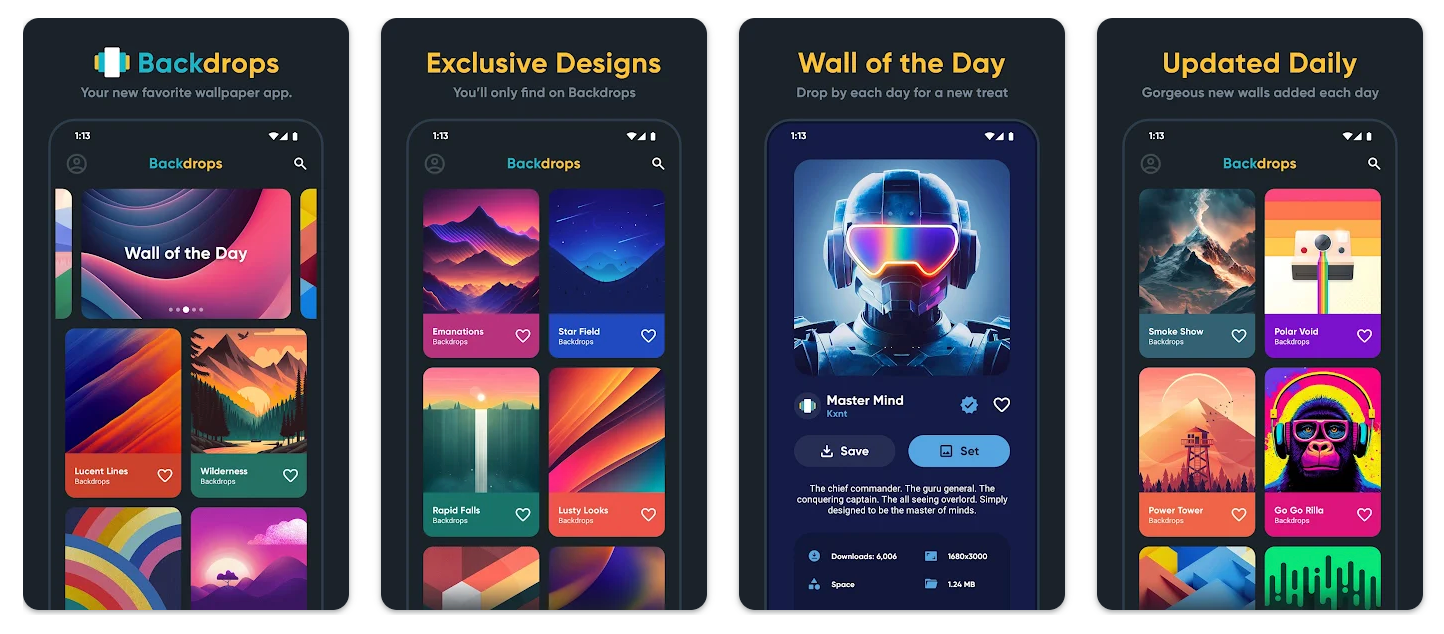 Backdrops
Your new favorite wallpaper app.
1:13
Backdrops
Wall of the Day
Lucent Lines
Backdrops
Wilderness
Backdrops
Exclusive Designs
You'll only find on Backdrops
1:13
Backdrops
Emanations
Backdrops
Star Field
Backdrops
Rapid Falls
Backdrops
Lusty Looks
Backdrops
Wall of the Day
Drop by each day for a new treat
1:13
Master Mind
Kxnt
Save
Set
The chief commander. The guru general. The
conquering captain. The all seeing overlord. Simply
designed to be the master of minds.
Downloads: 6,006
1680x3000
Space
1.24 MB
Updated Daily
Gorgeous new walls added each day
1:13
Backdrops
Smoke Show
Backdrops
Polar Void
Backdrops
Power Tower
Backdrops
Go Go Rilla
Backdrops